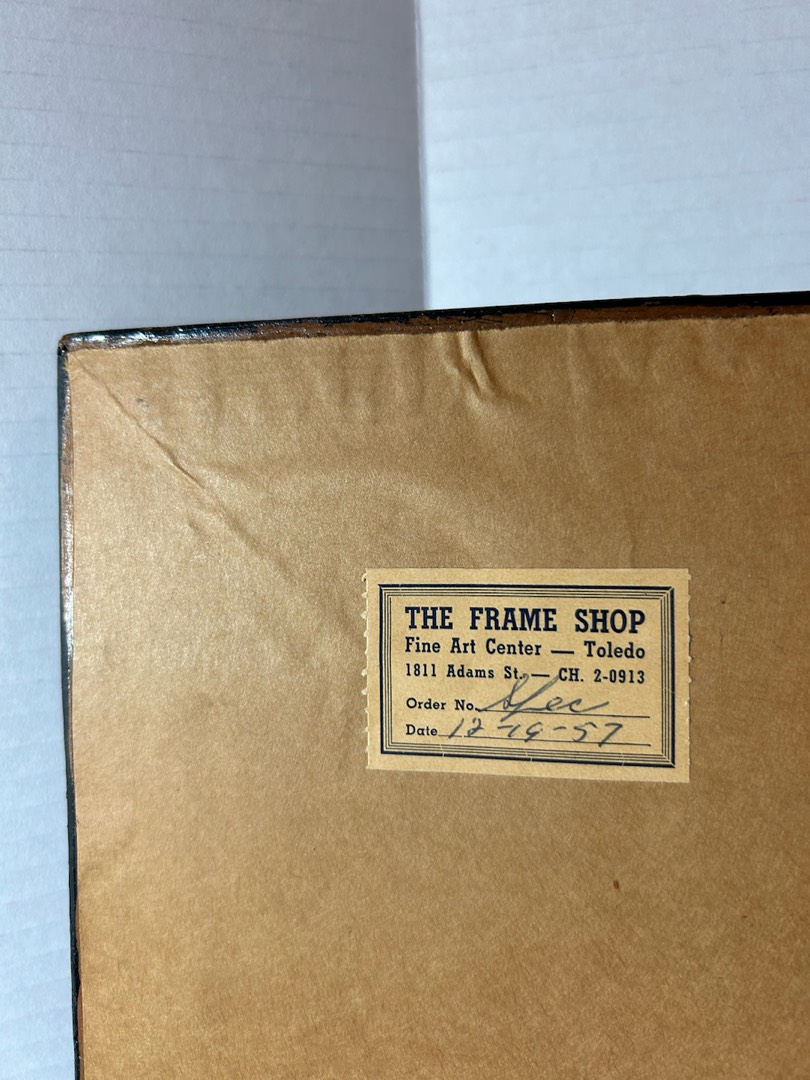 THE FRAME SHOP
Fine Art Center — Toledo
1811 Adams St. — CH. 2-0913
Order No. Spec
Date 12-19-57